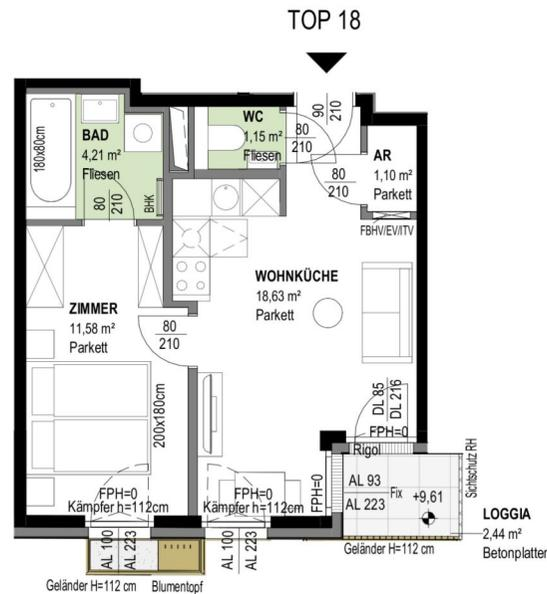 TOP 18
90
210
WC
1,15 m²
Fliesen
80
210
BAD
4,21 m²
Fliesen
180x80cm
80
210
BHK
AR
1,10 m²
Parkett
80
210
FBHV/EV/ITV
WOHNKÜCHE
18,63 m²
Parkett
ZIMMER
11,58 m²
Parkett
80
210
200x180cm
DL 85
DL 216
FPH=0
Rigol
FPH=0
Kämpfer h=112cm
FPH=0
Kämpfer h=112cm
FPH=0
AL 93
AL 223
Fix
+9,61
Sichtschutz RH
LOGGIA
2,44 m²
Betonplatten
Geländer H=112 cm
AL 100
AL 223
AL 100
AL 223
Geländer H=112 cm
Blumentopf